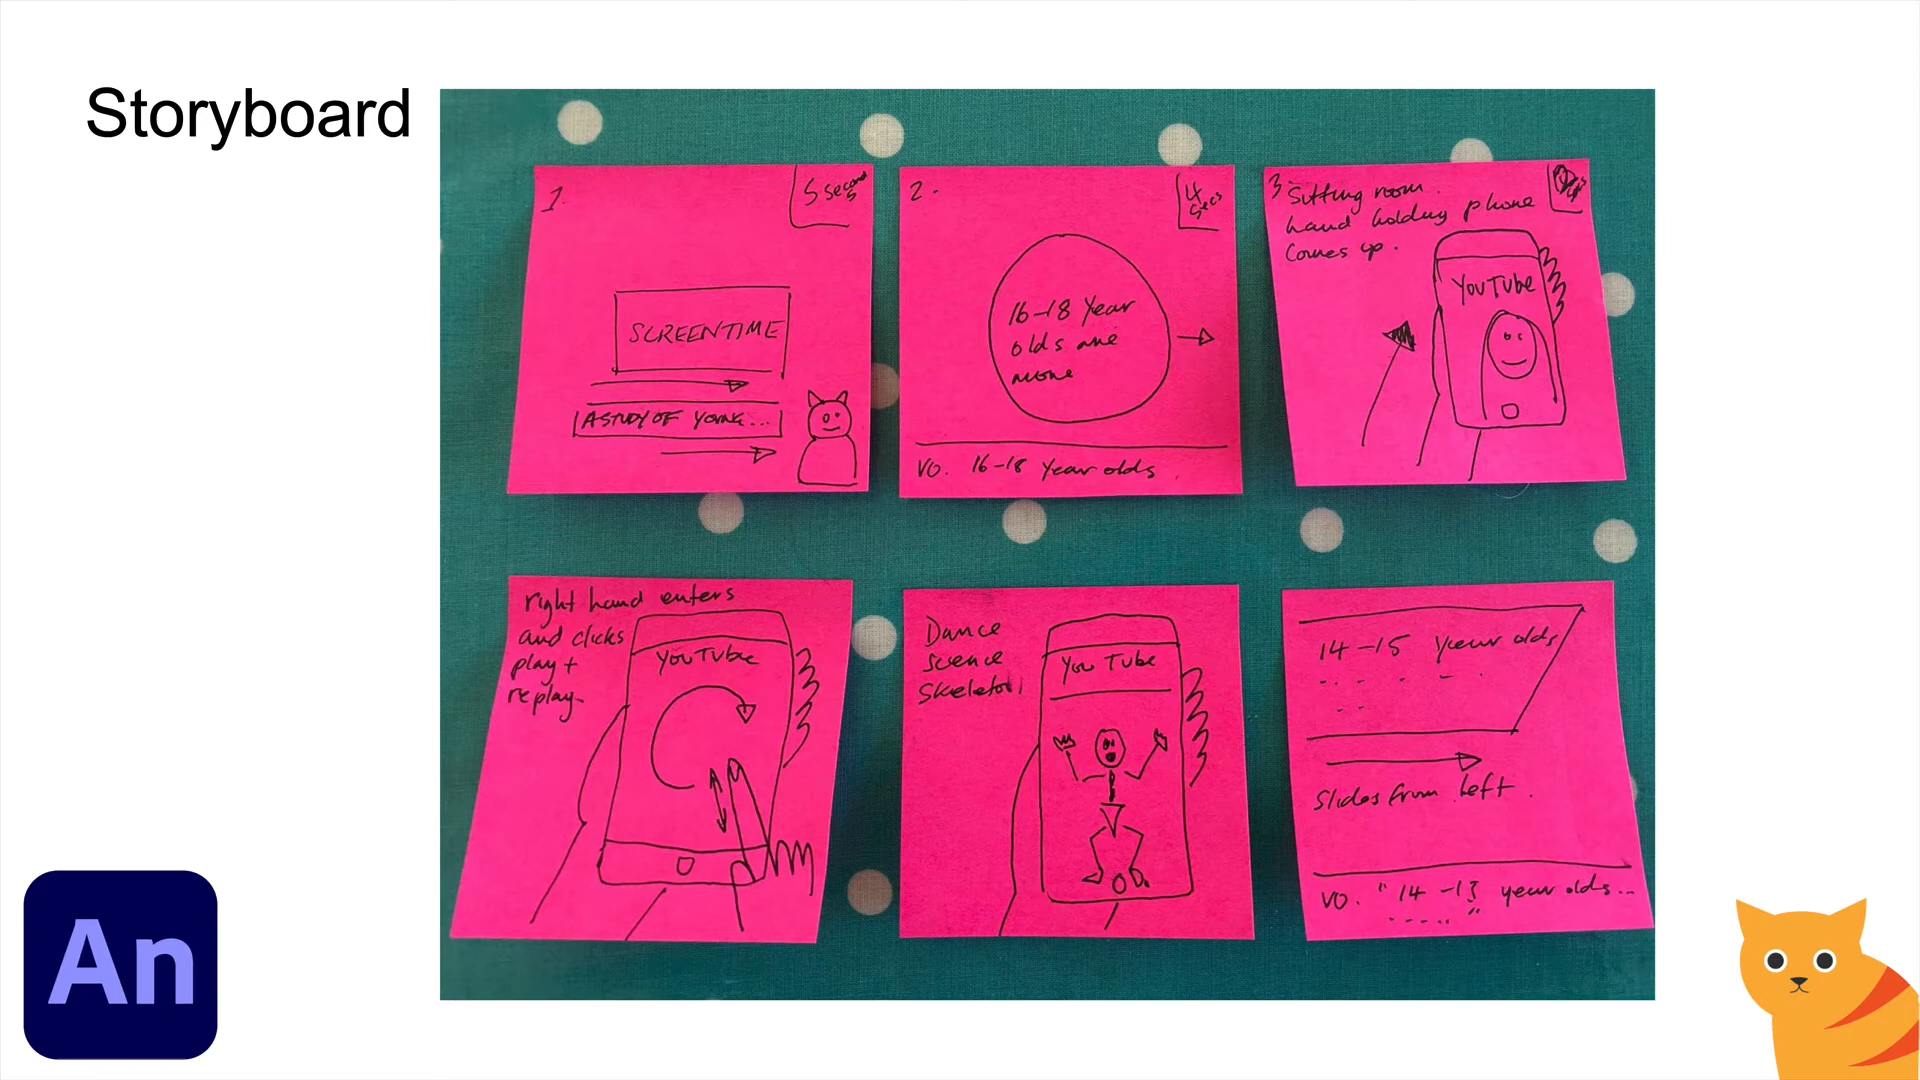 Storyboard
1.
5 seconds
SCREENTIME
A STUDY OF YOUNG...
2.
4
secs
16-18 Year
olds are
more
VO. 16-18 Year olds.
3.
Sitting room.
hand holding phone
comes up.
YouTube
right hand enters
and clicks
play +
replay.
YouTube
Dance
science
skeleton
You Tube
14-15 year olds
Slides from left.
VO. "14-13 year olds...
....."
An